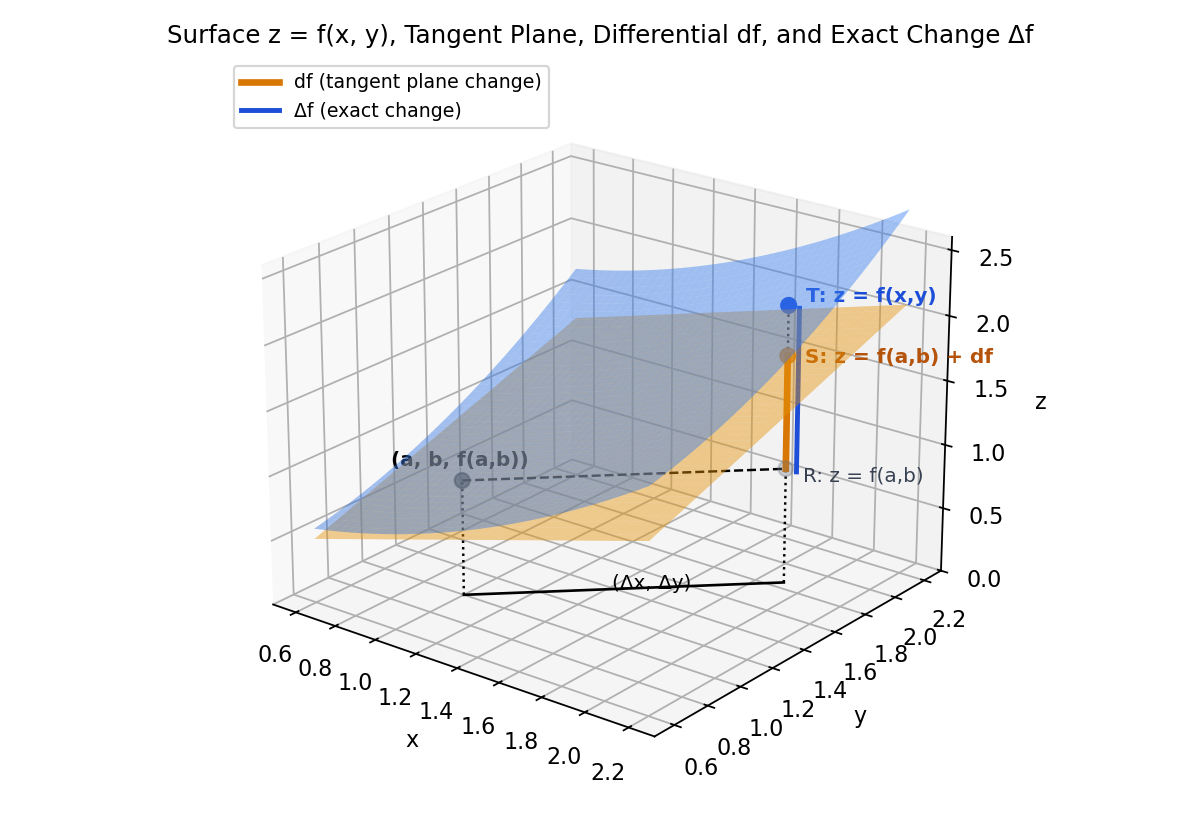 Surface z = f(x, y), Tangent Plane, Differential df, and Exact Change Δf
df (tangent plane change)
Δf (exact change)
2.5
T: z = f(x,y)
2.0
S: z = f(a,b) + df
1.5
z
1.0
(a, b, f(a,b))
R: z = f(a,b)
0.5
(Δx, Δy)
0.0
0.6
0.8
1.0
1.2
1.4
1.6
1.8
2.0
2.2
x
0.6
0.8
1.0
1.2
1.4
1.6
1.8
2.0
2.2
y